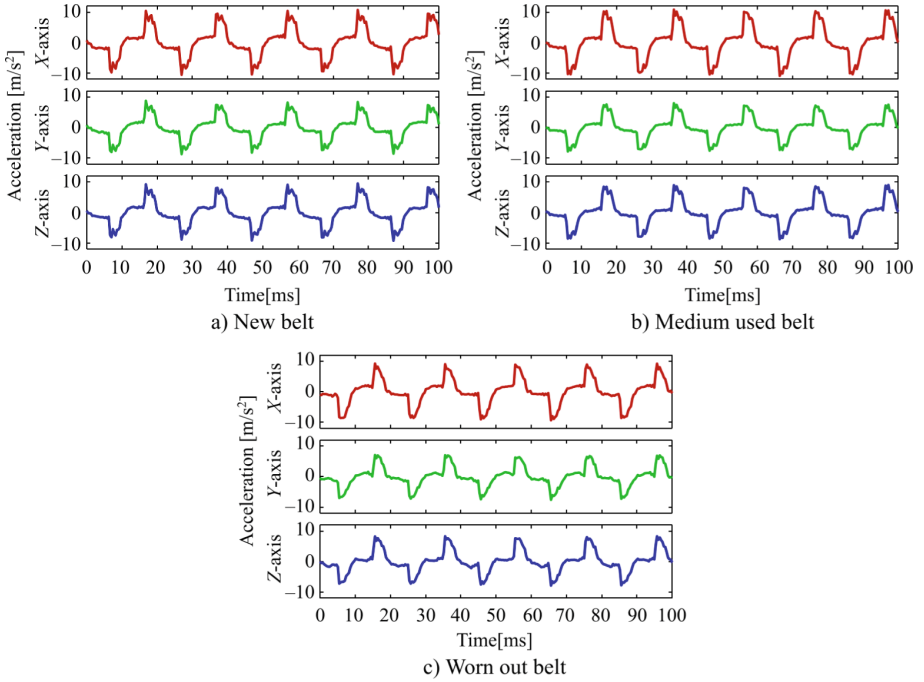 Acceleration [m/s²]
X-axis
10
0
−10
Y-axis
10
0
−10
Z-axis
10
0
−10
0 10 20 30 40 50 60 70 80 90 100
Time[ms]
a) New belt
Acceleration [m/s²]
X-axis
10
0
−10
Y-axis
10
0
−10
Z-axis
10
0
−10
0 10 20 30 40 50 60 70 80 90 100
Time[ms]
b) Medium used belt
Acceleration [m/s²]
X-axis
10
0
−10
Y-axis
10
0
−10
Z-axis
10
0
−10
0 10 20 30 40 50 60 70 80 90 100
Time[ms]
c) Worn out belt